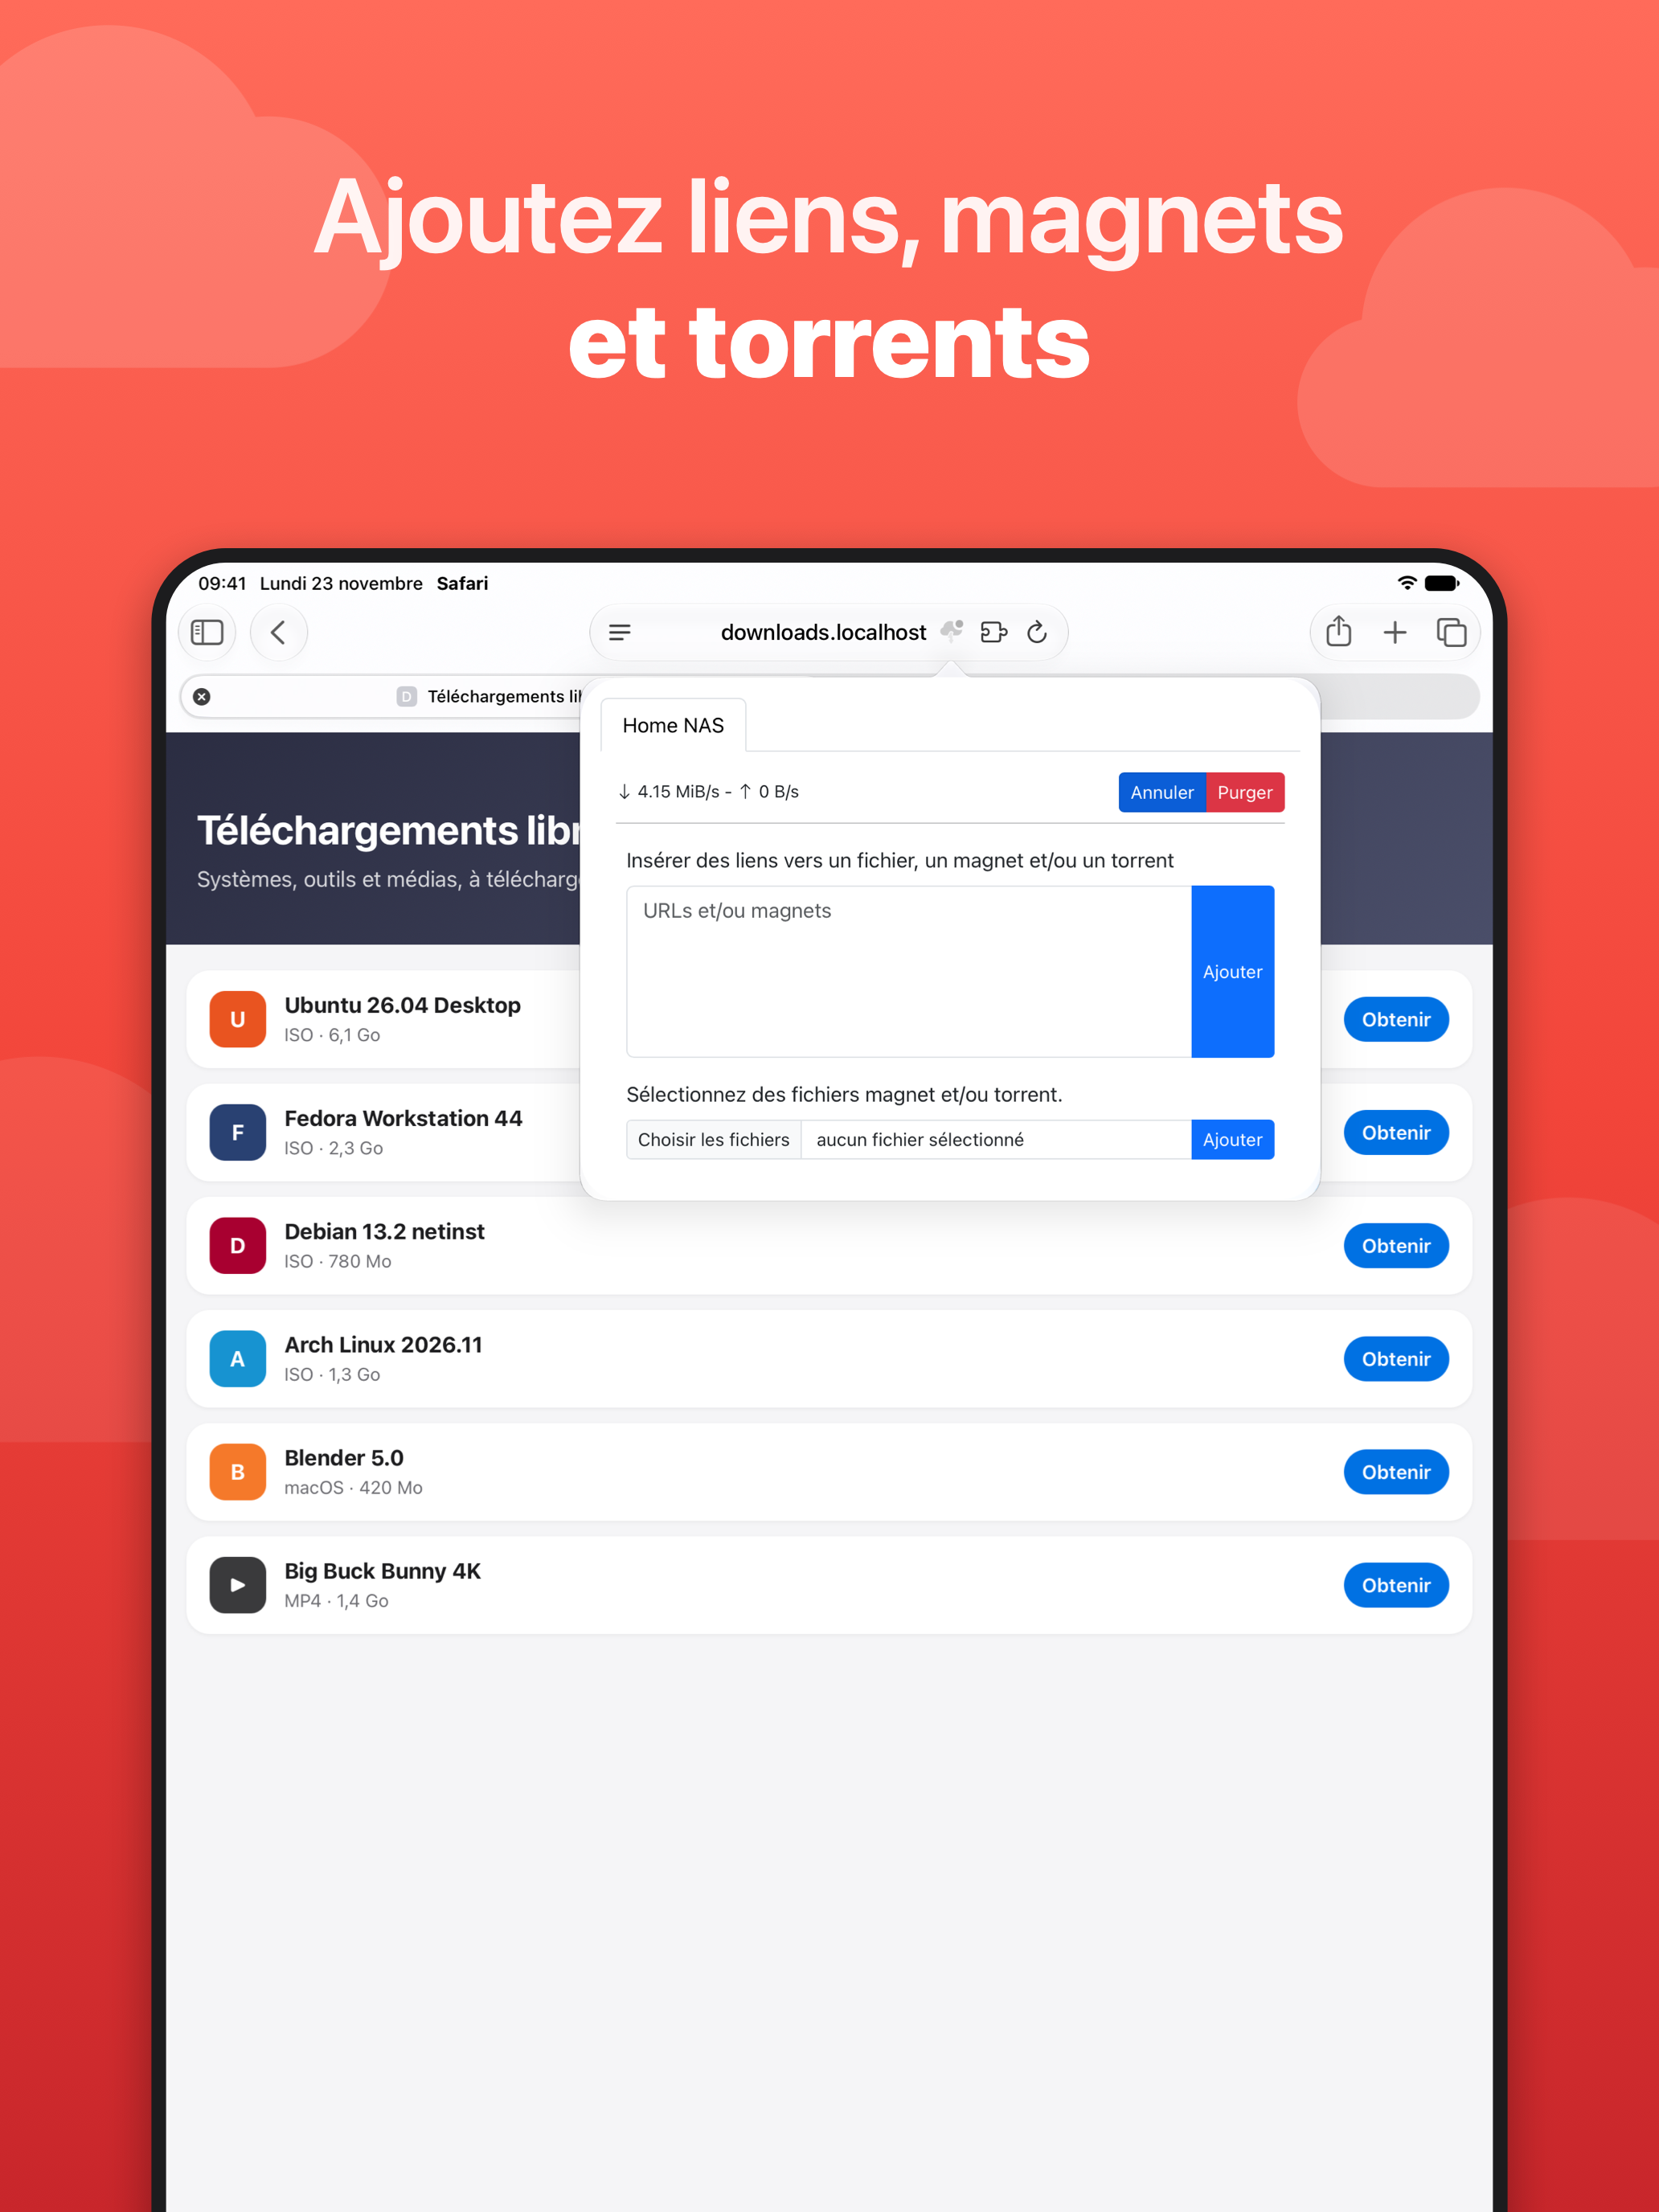 Ajoutez liens, magnets
et torrents
09:41 Lundi 23 novembre Safari
downloads.localhost
D Téléchargements li
Home NAS
↓ 4.15 MiB/s - ↑ 0 B/s
Annuler Purger
Téléchargements libr
Systèmes, outils et médias, à télécharg
Insérer des liens vers un fichier, un magnet et/ou un torrent
URLs et/ou magnets
Ajouter
Sélectionnez des fichiers magnet et/ou torrent.
Choisir les fichiers aucun fichier sélectionné Ajouter
U Ubuntu 26.04 Desktop
ISO · 6,1 Go
Obtenir
F Fedora Workstation 44
ISO · 2,3 Go
Obtenir
D Debian 13.2 netinst
ISO · 780 Mo
Obtenir
A Arch Linux 2026.11
ISO · 1,3 Go
Obtenir
B Blender 5.0
macOS · 420 Mo
Obtenir
Big Buck Bunny 4K
MP4 · 1,4 Go
Obtenir